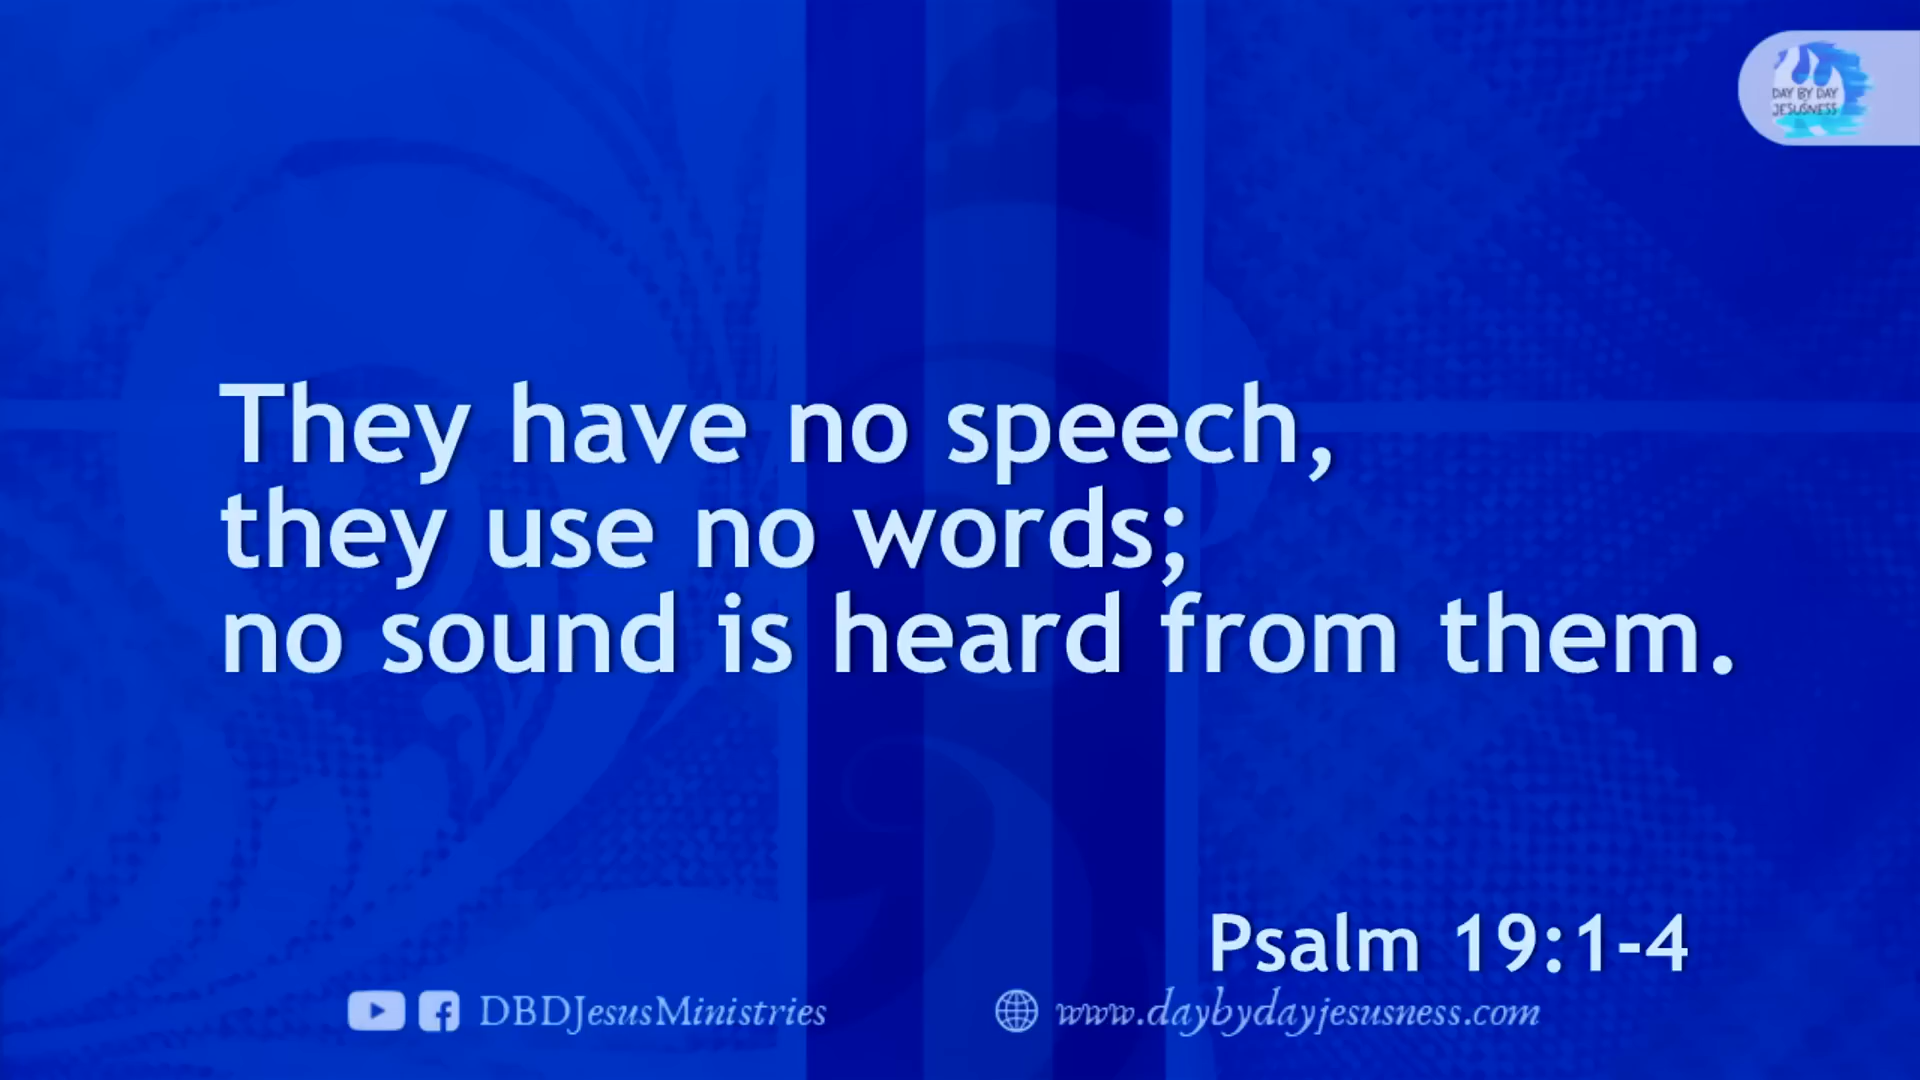 DAY BY DAY
JESUSNESS
They have no speech,
they use no words;
no sound is heard from them.
Psalm 19:1-4
DBDJesusMinistries
www.daybydayjesusness.com